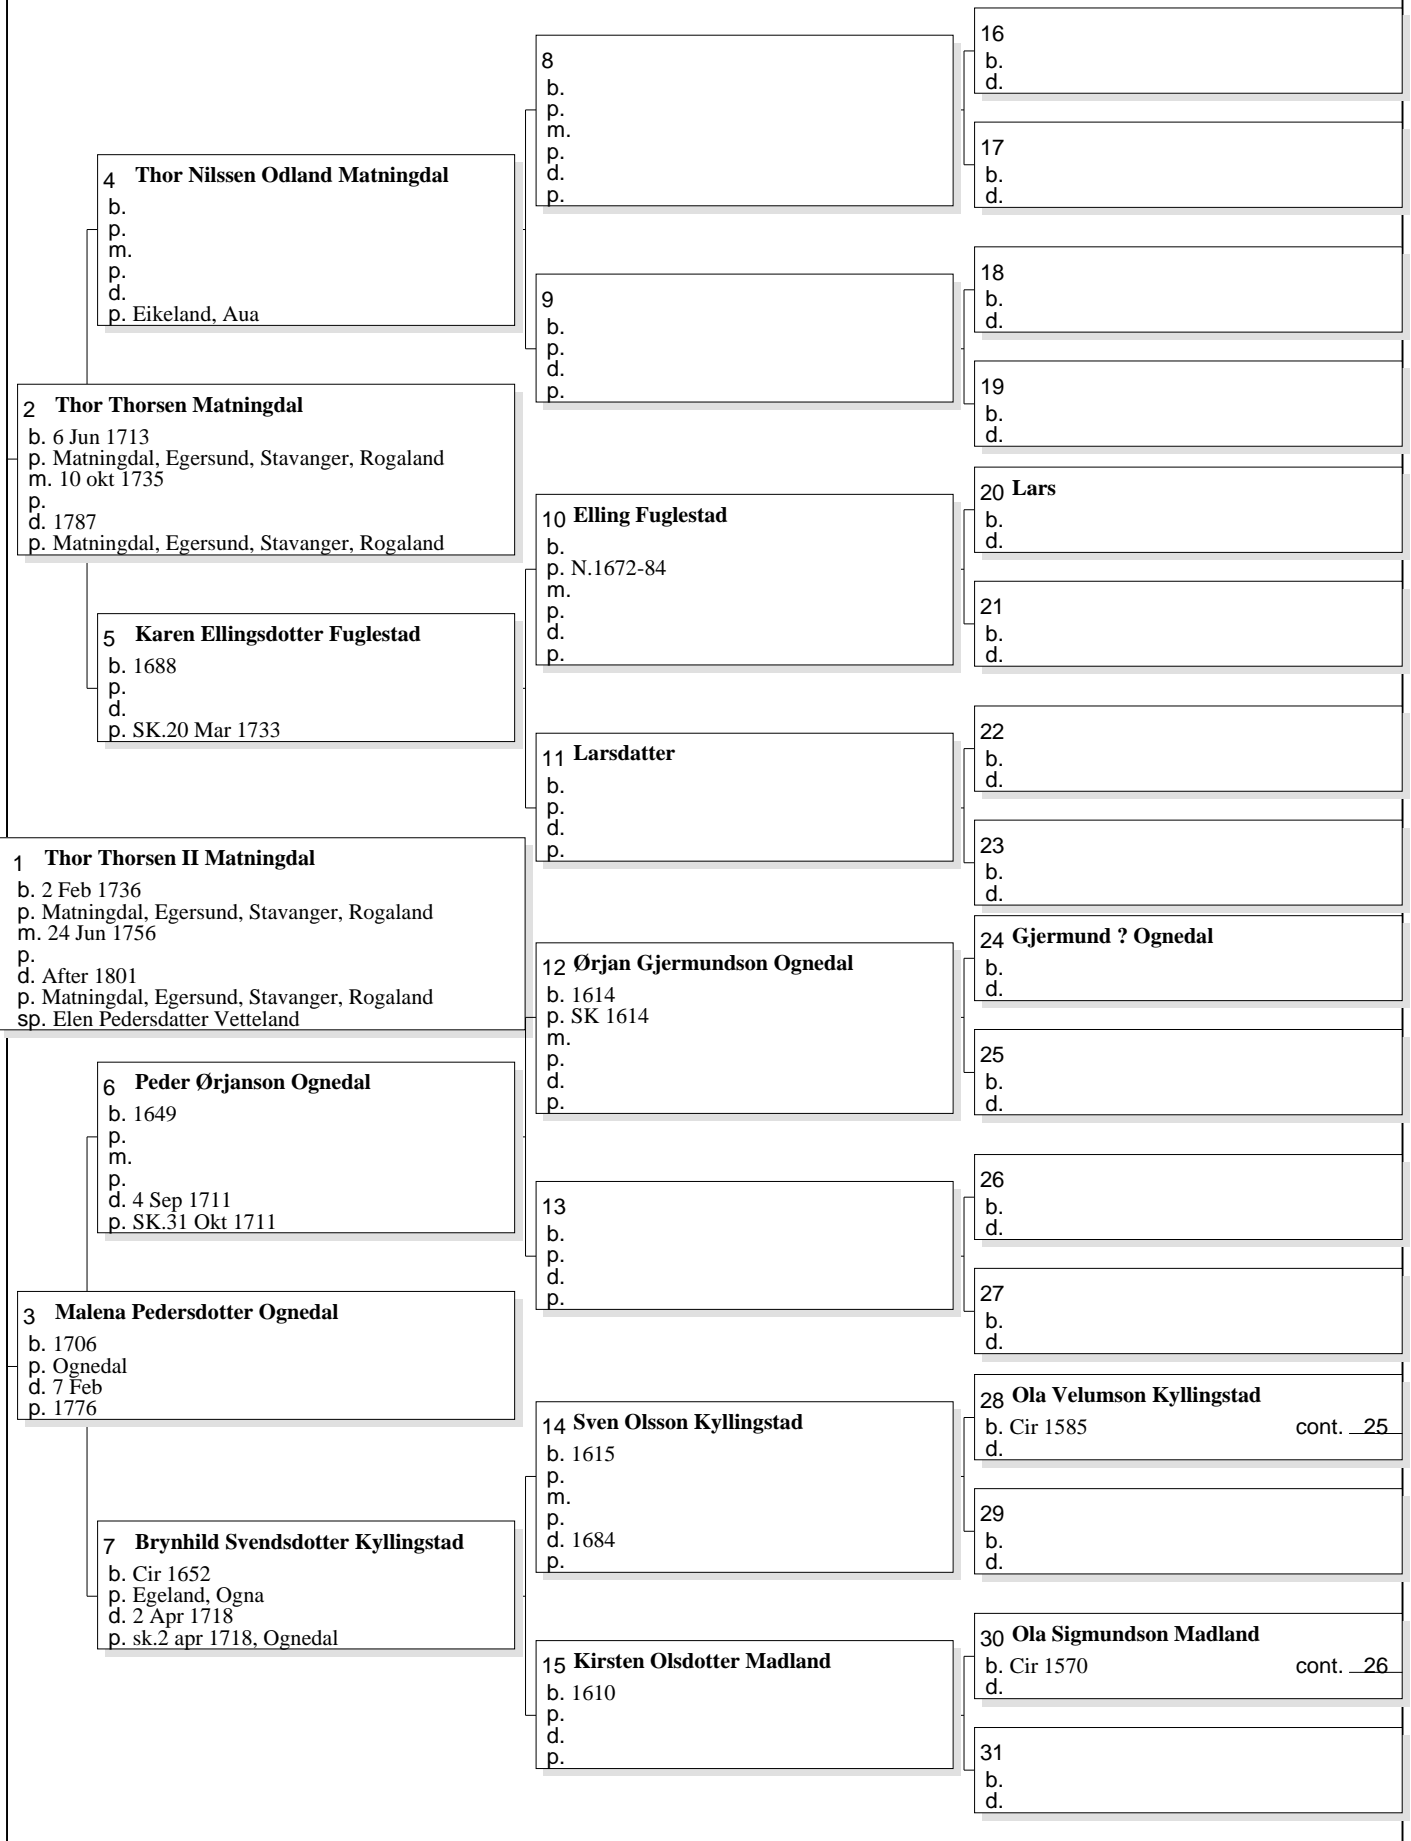 16
b.
d.
8
b.
p.
m.
p.
d.
p.
17
b.
d.
4 Thor Nilssen Odland Matningdal
b.
p.
m.
p.
d.
p. Eikeland, Aua
18
b.
d.
9
b.
p.
d.
p.
19
b.
d.
2 Thor Thorsen Matningdal
b. 6 Jun 1713
p. Matningdal, Egersund, Stavanger, Rogaland
m. 10 okt 1735
p.
d. 1787
p. Matningdal, Egersund, Stavanger, Rogaland
20 Lars
b.
d.
10 Elling Fuglestad
b.
p. N.1672-84
m.
p.
d.
p.
21
b.
d.
5 Karen Ellingsdotter Fuglestad
b. 1688
p.
d.
p. SK.20 Mar 1733
22
b.
d.
11 Larsdatter
b.
p.
d.
p.
23
b.
d.
1 Thor Thorsen II Matningdal
b. 2 Feb 1736
p. Matningdal, Egersund, Stavanger, Rogaland
m. 24 Jun 1756
p.
d. After 1801
p. Matningdal, Egersund, Stavanger, Rogaland
sp. Elen Pedersdatter Vetteland
24 Gjermund ? Ognedal
b.
d.
12 Ørjan Gjermundson Ognedal
b. 1614
p. SK 1614
m.
p.
d.
p.
25
b.
d.
6 Peder Ørjanson Ognedal
b. 1649
p.
m.
p.
d. 4 Sep 1711
p. SK.31 Okt 1711
26
b.
d.
13
b.
p.
d.
p.
27
b.
d.
3 Malena Pedersdotter Ognedal
b. 1706
p. Ognedal
d. 7 Feb
p. 1776
28 Ola Velumson Kyllingstad
b. Cir 1585 cont. 25
d.
14 Sven Olsson Kyllingstad
b. 1615
p.
m.
p.
d. 1684
p.
29
b.
d.
7 Brynhild Svendsdotter Kyllingstad
b. Cir 1652
p. Egeland, Ogna
d. 2 Apr 1718
p. sk.2 apr 1718, Ognedal
30 Ola Sigmundson Madland
b. Cir 1570 cont. 26
d.
15 Kirsten Olsdotter Madland
b. 1610
p.
d.
p.
31
b.
d.